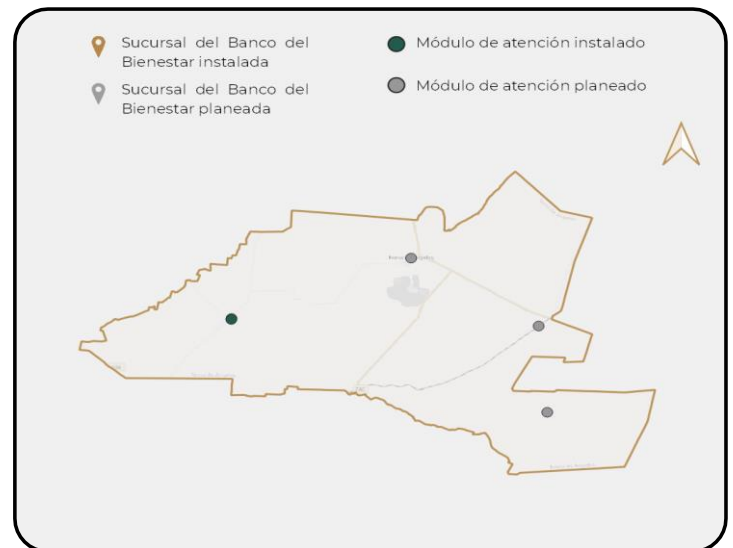 Sucursal del Banco del
Bienestar instalada
Módulo de atención instalado
Sucursal del Banco del
Bienestar planeada
Módulo de atención planeado